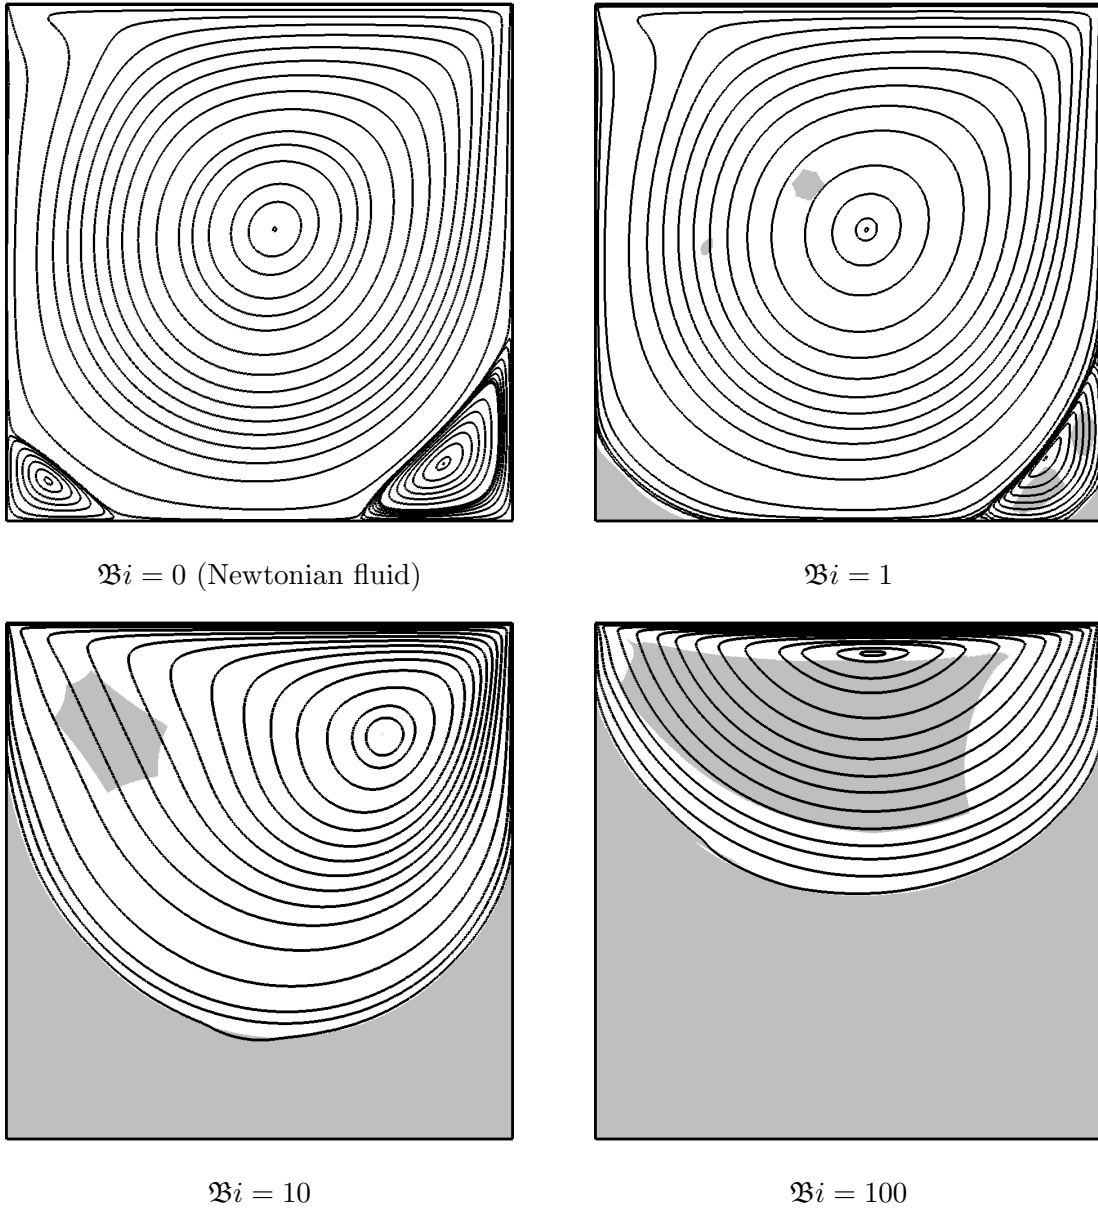 𝔅i = 0 (Newtonian fluid)
𝔅i = 1
𝔅i = 10
𝔅i = 100